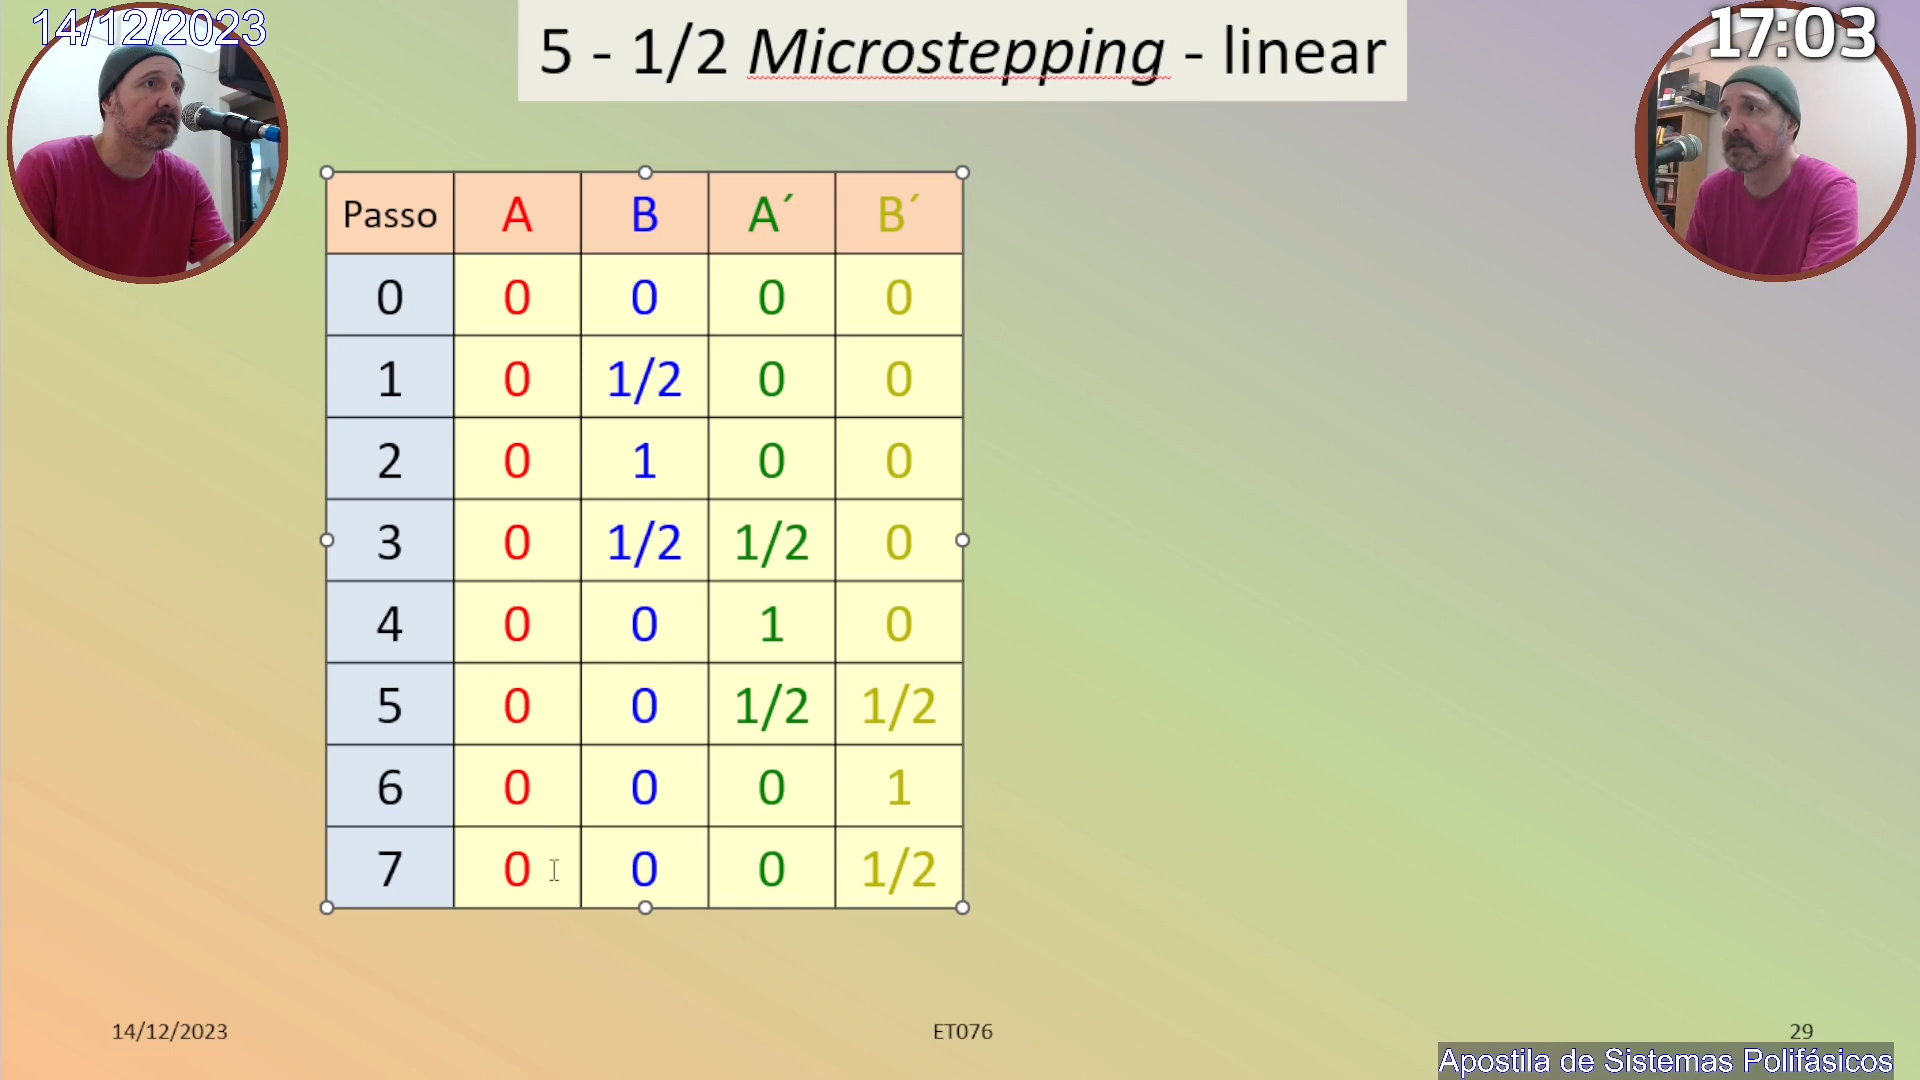 14/12/2023
17:03
5 - 1/2 Microstepping - linear
Passo A B A´ B´
0 0 0 0 0
1 0 1/2 0 0
2 0 1 0 0
3 0 1/2 1/2 0
4 0 0 1 0
5 0 0 1/2 1/2
6 0 0 0 1
7 0 0 0 1/2
14/12/2023 ET076 29
Apostila de Sistemas Polifásicos